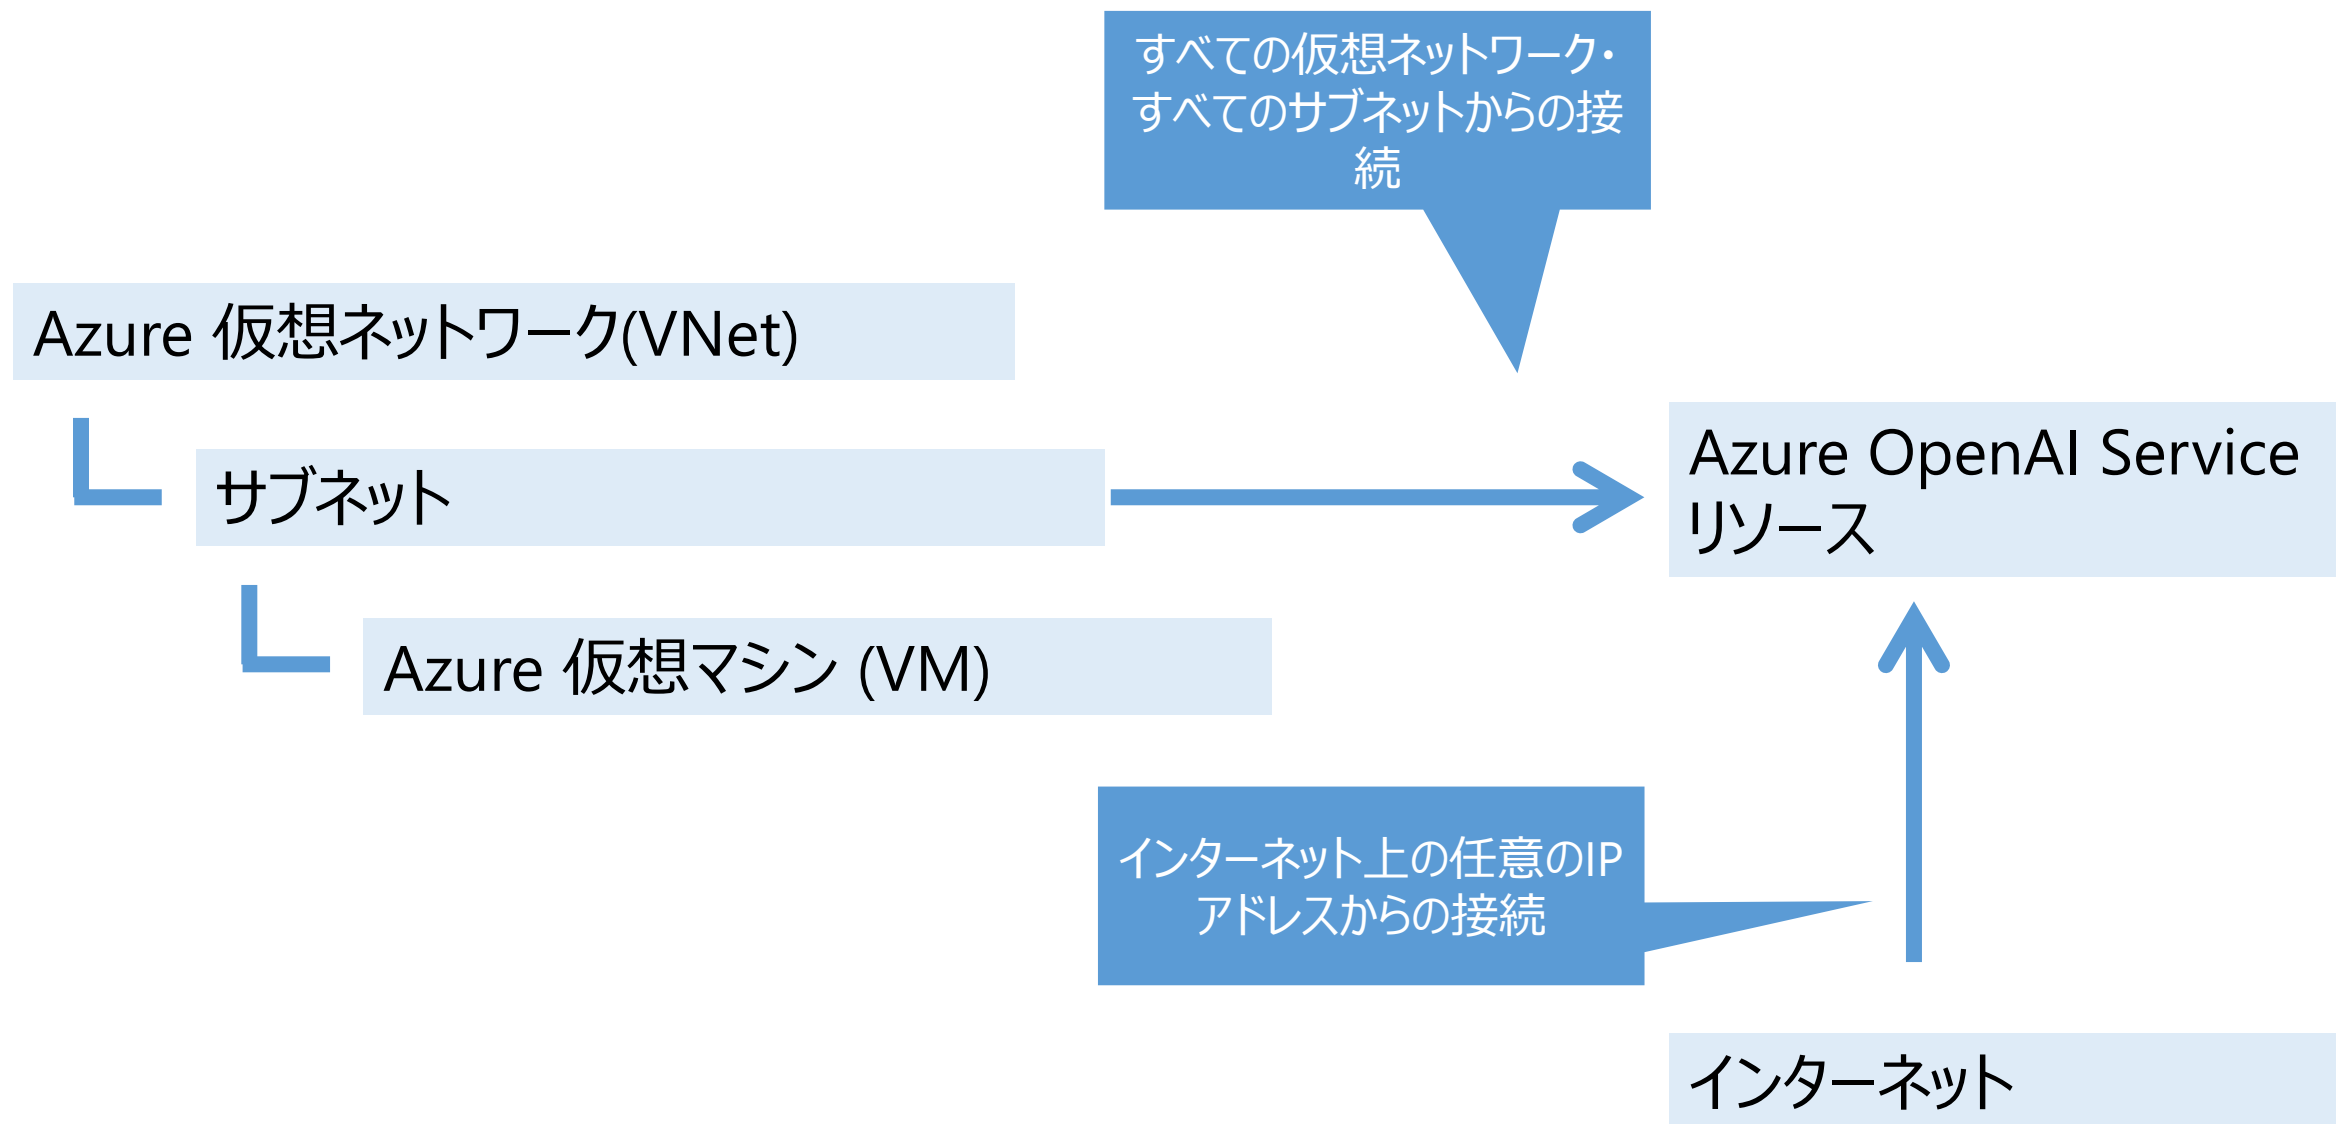 すべての仮想ネットワーク・
すべてのサブネットからの接
続
Azure 仮想ネットワーク(VNet)
サブネット
Azure OpenAI Service
リソース
Azure 仮想マシン (VM)
インターネット上の任意のIP
アドレスからの接続
インターネット